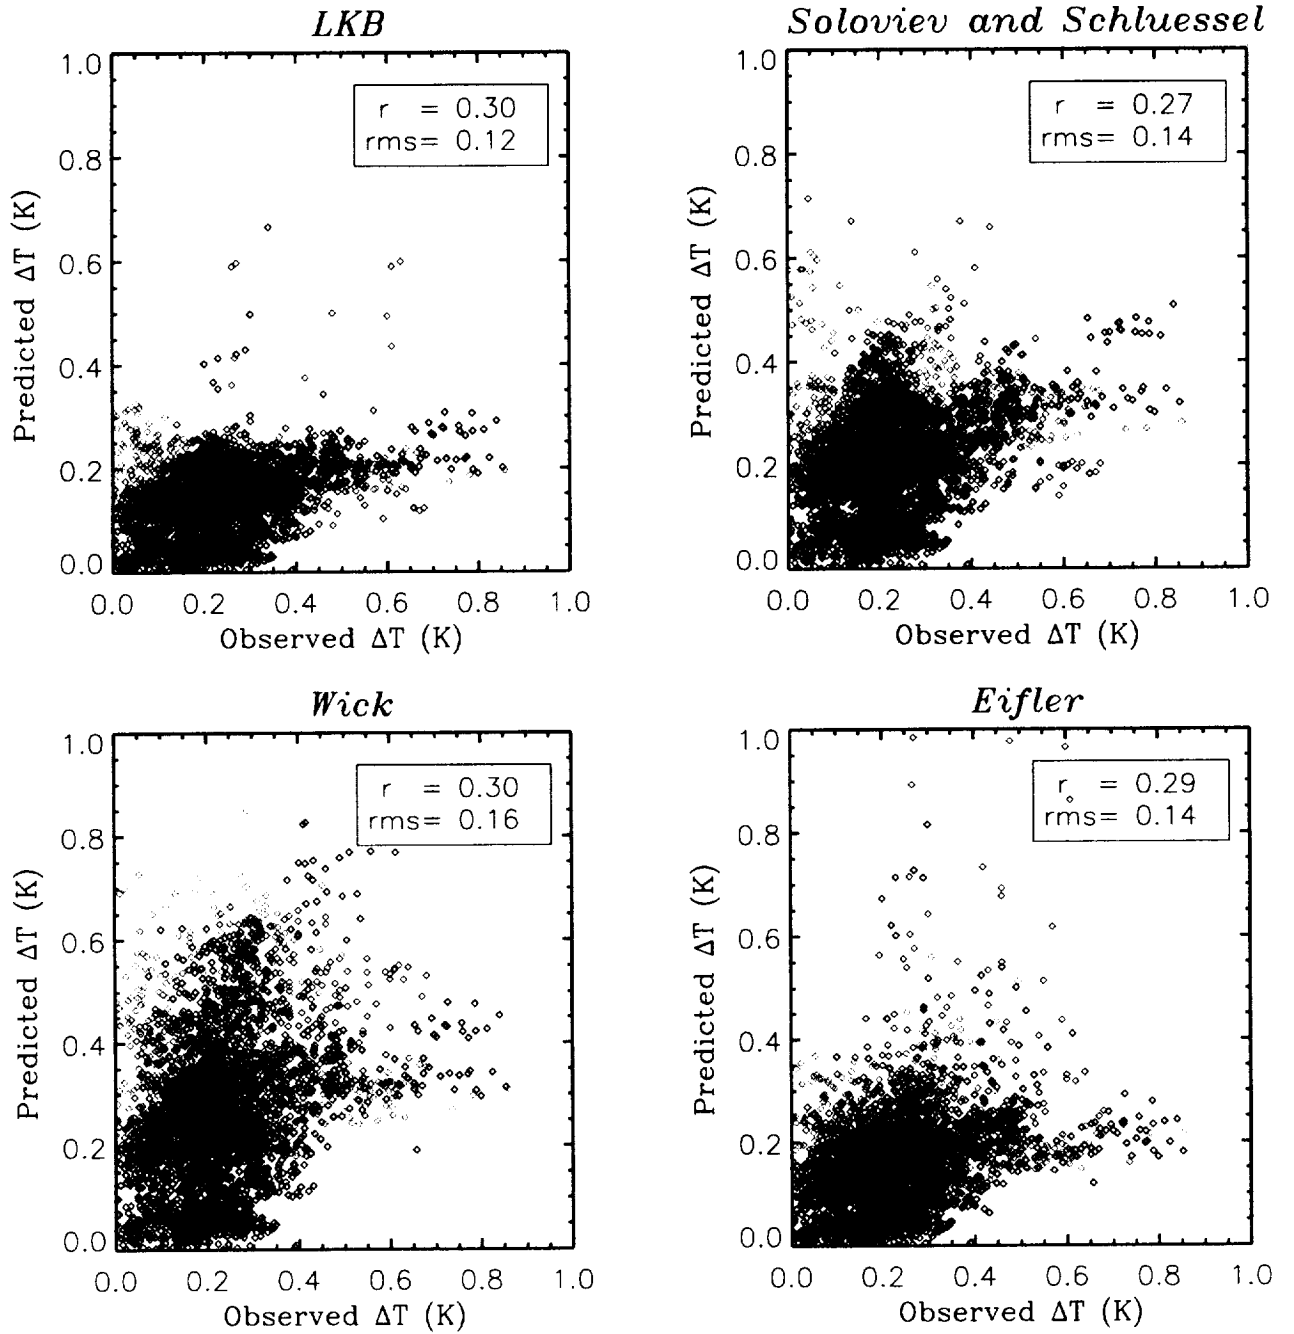 LKB
r = 0.30
rms= 0.12
1.0
0.8
0.6
0.4
0.2
0.0
Predicted ΔT (K)
0.0 0.2 0.4 0.6 0.8 1.0
Observed ΔT (K)
Soloviev and Schluessel
r = 0.27
rms= 0.14
1.0
0.8
0.6
0.4
0.2
0.0
Predicted ΔT (K)
0.0 0.2 0.4 0.6 0.8 1.0
Observed ΔT (K)
Wick
r = 0.30
rms= 0.16
1.0
0.8
0.6
0.4
0.2
0.0
Predicted ΔT (K)
0.0 0.2 0.4 0.6 0.8 1.0
Observed ΔT (K)
Eifler
r = 0.29
rms= 0.14
1.0
0.8
0.6
0.4
0.2
0.0
Predicted ΔT (K)
0.0 0.2 0.4 0.6 0.8 1.0
Observed ΔT (K)